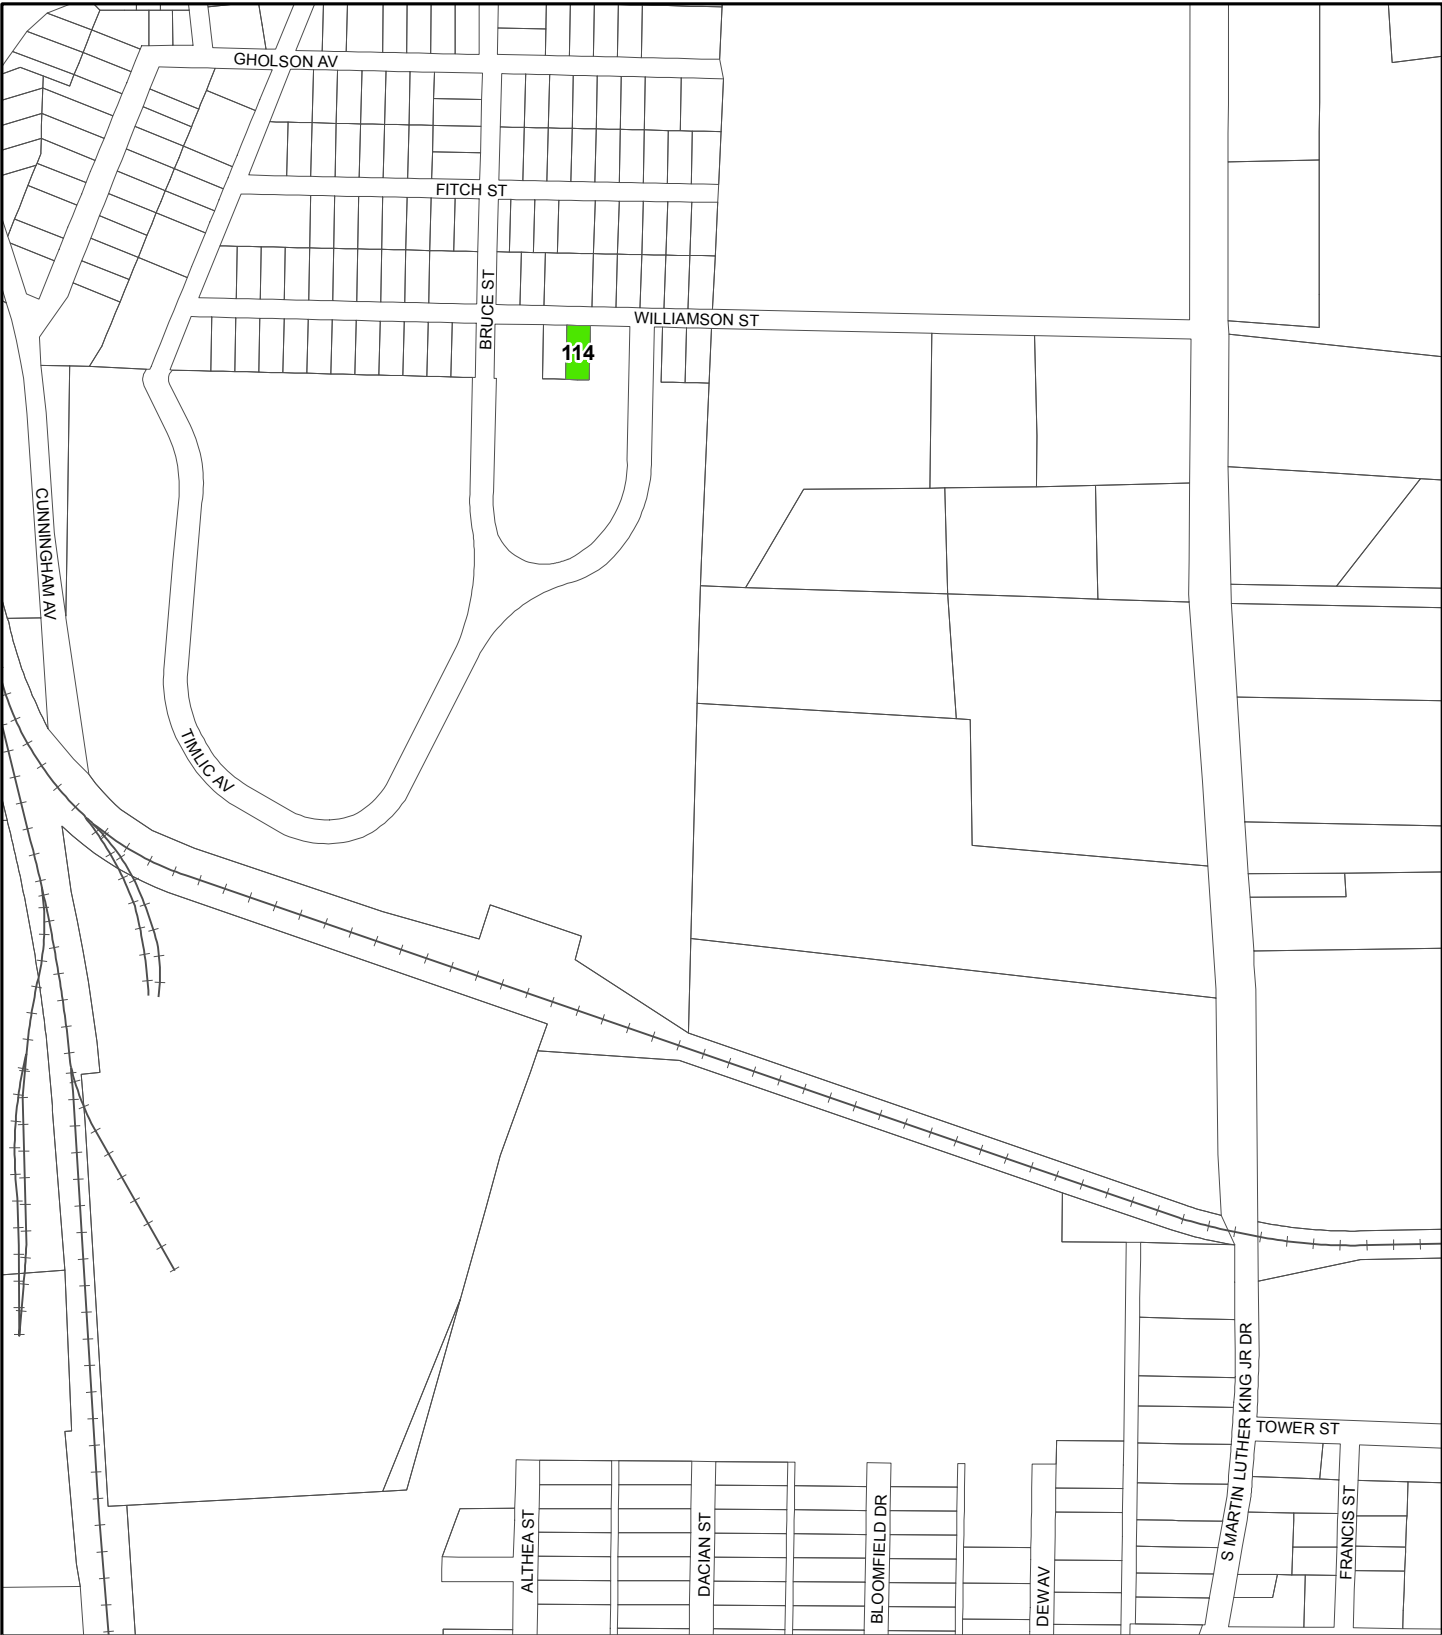 GHOLSON AV
FITCH ST
BRUCE ST
WILLIAMSON ST
114
CUNNINGHAM AV
TIMLIC AV
S MARTIN LUTHER KING JR DR
TOWER ST
FRANCIS ST
ALTHEA ST
DACIAN ST
BLOOMFIELD DR
DEW AV